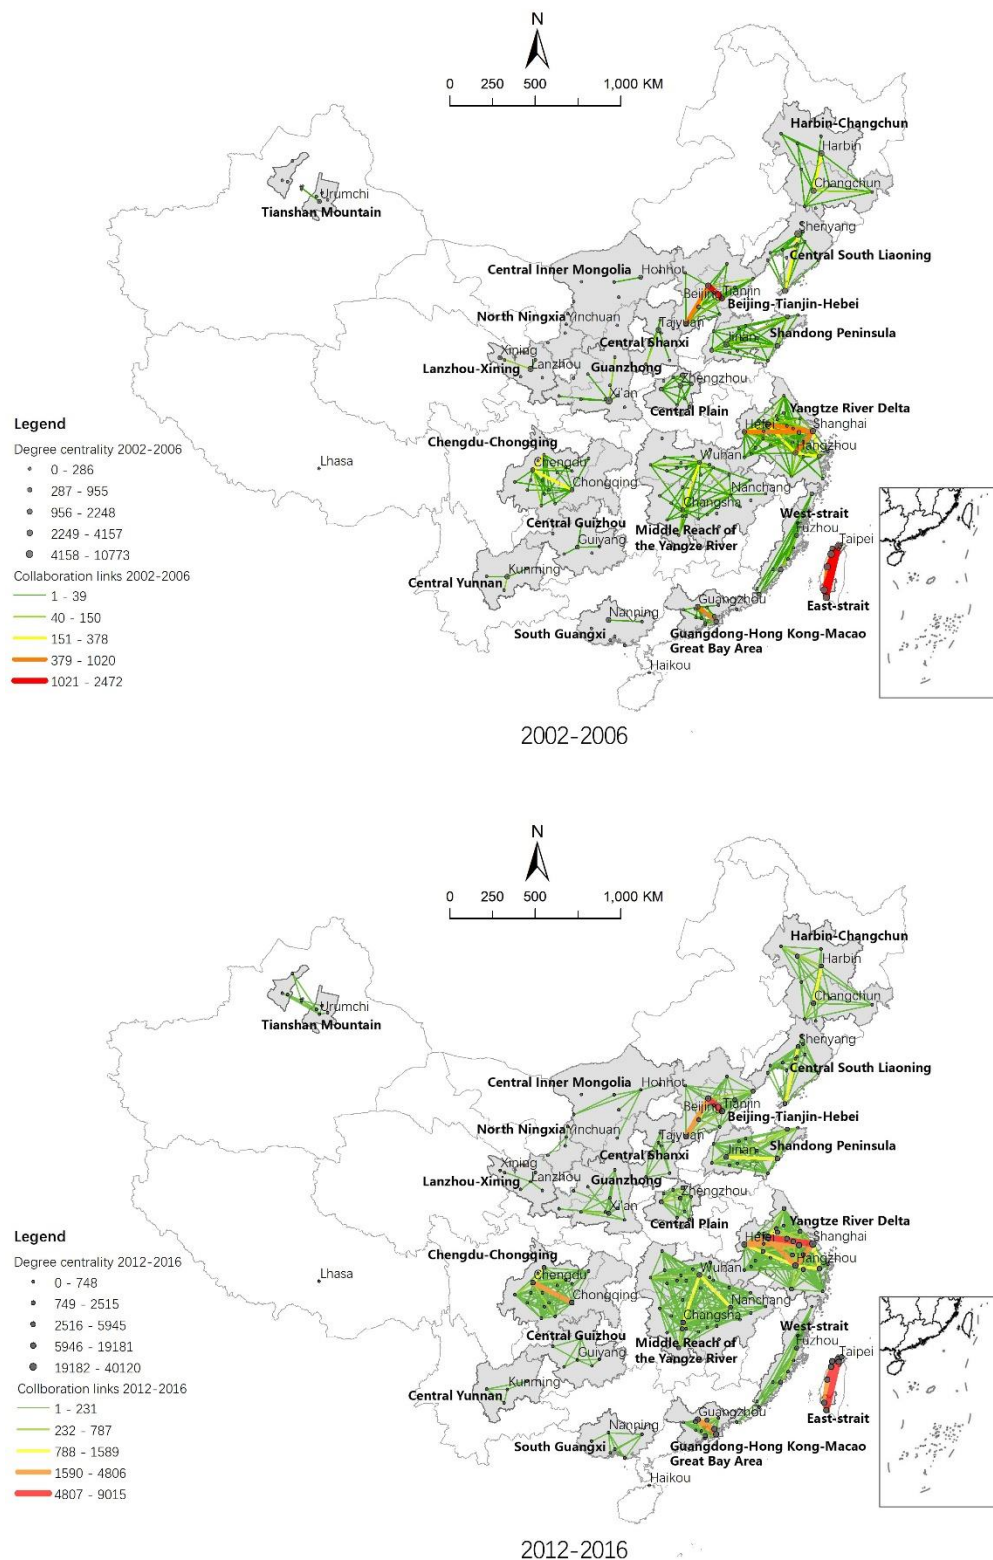 N
0 250 500 1,000 KM
Harbin-Changchun
Harbin
Changchun
Urumchi
Tianshan Mountain
Shenyang
Central South Liaoning
Central Inner Mongolia
Hohhot
Beijing
Tianjin
Beijing-Tianjin-Hebei
North Ningxia
Yinchuan
Taiyuan
Shandong Peninsula
Jinan
Central Shanxi
Xining
Lanzhou
Lanzhou-Xining
Guanzhong
Zhengzhou
Xi'an
Central Plain
Yangtze River Delta
Hefei
Shanghai
Hangzhou
Legend
Degree centrality 2002-2006
0 - 286
287 - 955
956 - 2248
2249 - 4157
4158 - 10773
Collaboration links 2002-2006
1 - 39
40 - 150
151 - 378
379 - 1020
1021 - 2472
Chengdu-Chongqing
Chengdu
Chongqing
Lhasa
Wuhan
Nanchang
Changsha
Central Guizhou
Guiyang
Middle Reach of
the Yangze River
West-strait
Fuzhou
Taipei
East-strait
Kunming
Central Yunnan
Nanning
South Guangxi
Guangzhou
Guangdong-Hong Kong-Macao
Great Bay Area
Haikou
2002-2006
N
0 250 500 1,000 KM
Harbin-Changchun
Harbin
Changchun
Urumchi
Tianshan Mountain
Shenyang
Central South Liaoning
Central Inner Mongolia
Hohhot
Beijing
Tianjin
Beijing-Tianjin-Hebei
North Ningxia
Yinchuan
Taiyuan
Shandong Peninsula
Jinan
Central Shanxi
Xining
Lanzhou
Lanzhou-Xining
Guanzhong
Zhengzhou
Xi'an
Central Plain
Yangtze River Delta
Hefei
Shanghai
Hangzhou
Legend
Degree centrality 2012-2016
0 - 748
749 - 2515
2516 - 5945
5946 - 19181
19182 - 40120
Collboration links 2012-2016
1 - 231
232 - 787
788 - 1589
1590 - 4806
4807 - 9015
Chengdu-Chongqing
Chengdu
Chongqing
Lhasa
Wuhan
Nanchang
Changsha
Central Guizhou
Guiyang
Middle Reach of
the Yangze River
West-strait
Fuzhou
Taipei
East-strait
Kunming
Central Yunnan
Nanning
South Guangxi
Guangzhou
Guangdong-Hong Kong-Macao
Great Bay Area
Haikou
2012-2016